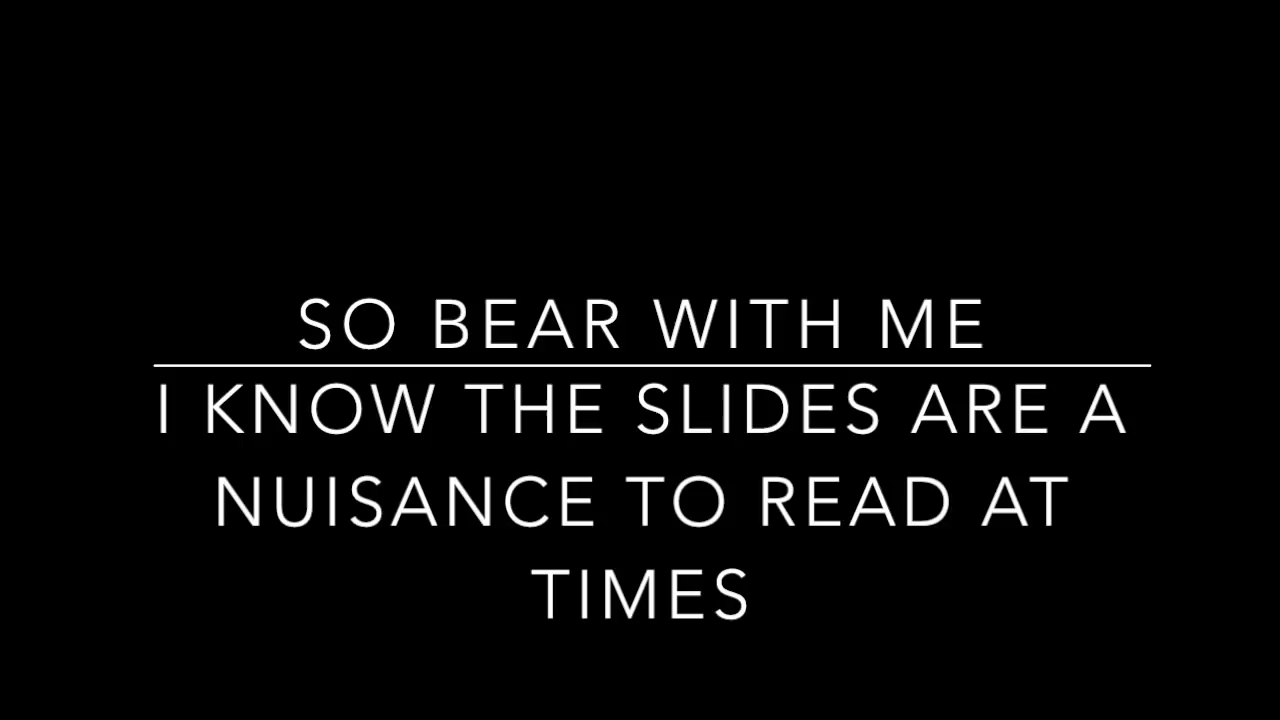 SO BEAR WITH ME
I KNOW THE SLIDES ARE A
NUISANCE TO READ AT
TIMES